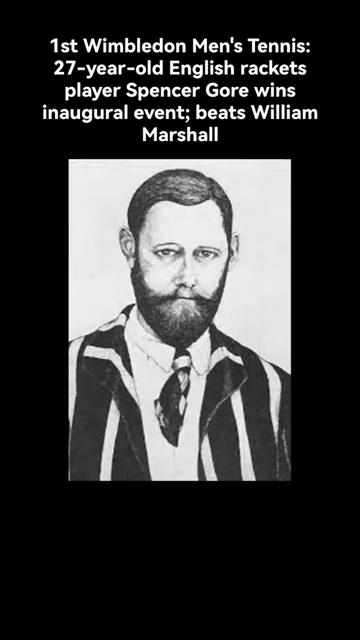 1st Wimbledon Men's Tennis:
27-year-old English rackets
player Spencer Gore wins
inaugural event; beats William
Marshall